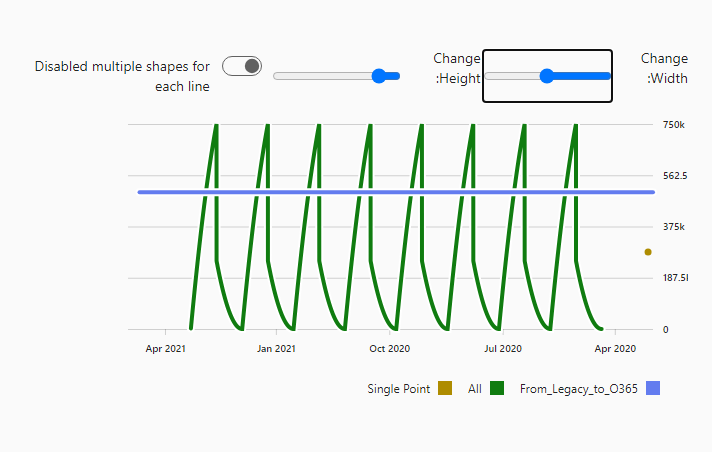 Disabled multiple shapes for
each line
Change
:Height
Change
:Width
750k
562.5
375k
187.5
0
Apr 2021
Jan 2021
Oct 2020
Jul 2020
Apr 2020
Single Point
All
From_Legacy_to_O365